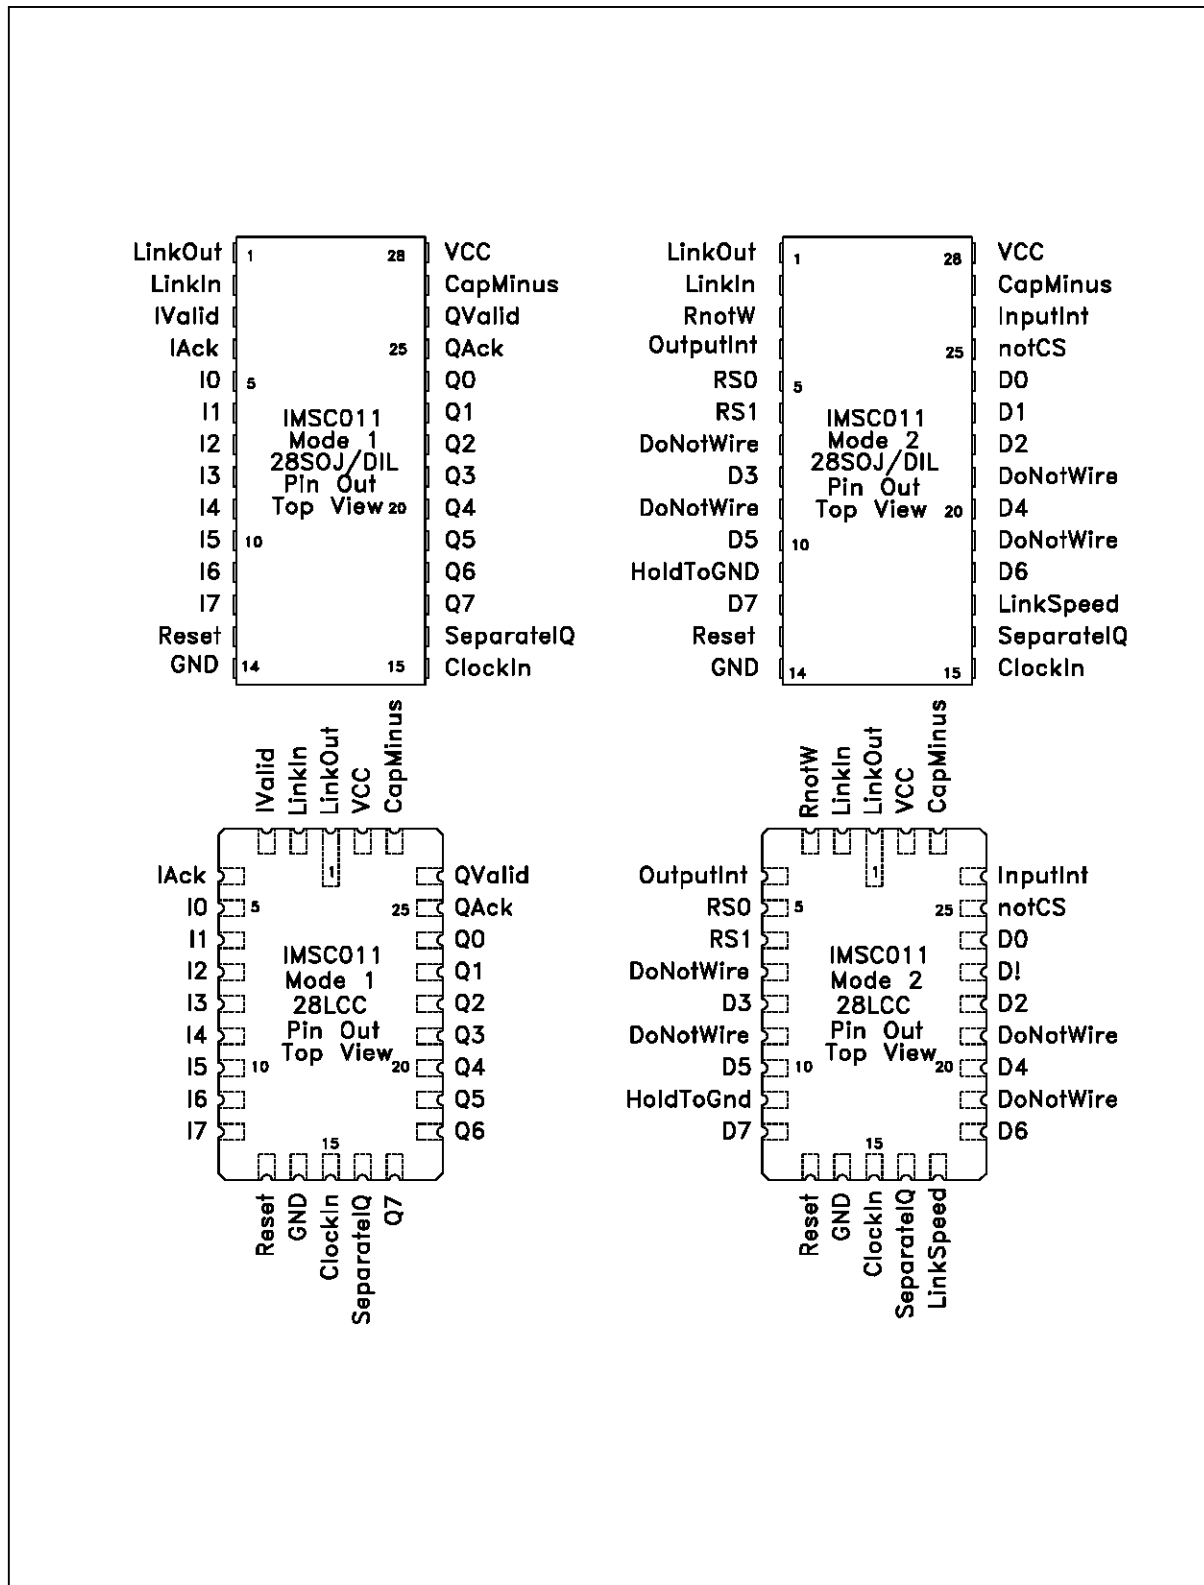 LinkOut 1 28 VCC
LinkIn CapMinus
IValid QValid
IAck 25 QAck
I0 5 Q0
I1 Q1
I2 Q2
I3 Q3
I4 20 Q4
I5 10 Q5
I6 Q6
I7 Q7
Reset SeparateIQ
GND 14 15 ClockIn
IMSC011
Mode 1
28SOJ/DIL
Pin Out
Top View
LinkOut 1 28 VCC
LinkIn CapMinus
RnotW InputInt
OutputInt 25 notCS
RS0 5 D0
RS1 D1
DoNotWire D2
D3 DoNotWire
DoNotWire 20 D4
D5 10 DoNotWire
HoldToGND D6
D7 LinkSpeed
Reset SeparateIQ
GND 14 15 ClockIn
IMSC011
Mode 2
28SOJ/DIL
Pin Out
Top View
IValid
LinkIn
LinkOut
VCC
CapMinus
1
IAck QValid
I0 5 25 QAck
I1 Q0
I2 Q1
I3 Q2
I4 Q3
I5 10 20 Q4
I6 Q5
I7 Q6
IMSC011
Mode 1
28LCC
Pin Out
Top View
15
Reset
GND
ClockIn
SeparateIQ
Q7
RnotW
LinkIn
LinkOut
VCC
CapMinus
1
OutputInt InputInt
RS0 5 25 notCS
RS1 D0
DoNotWire D!
D3 D2
DoNotWire DoNotWire
D5 10 20 D4
HoldToGnd DoNotWire
D7 D6
IMSC011
Mode 2
28LCC
Pin Out
Top View
15
Reset
GND
ClockIn
SeparateIQ
LinkSpeed